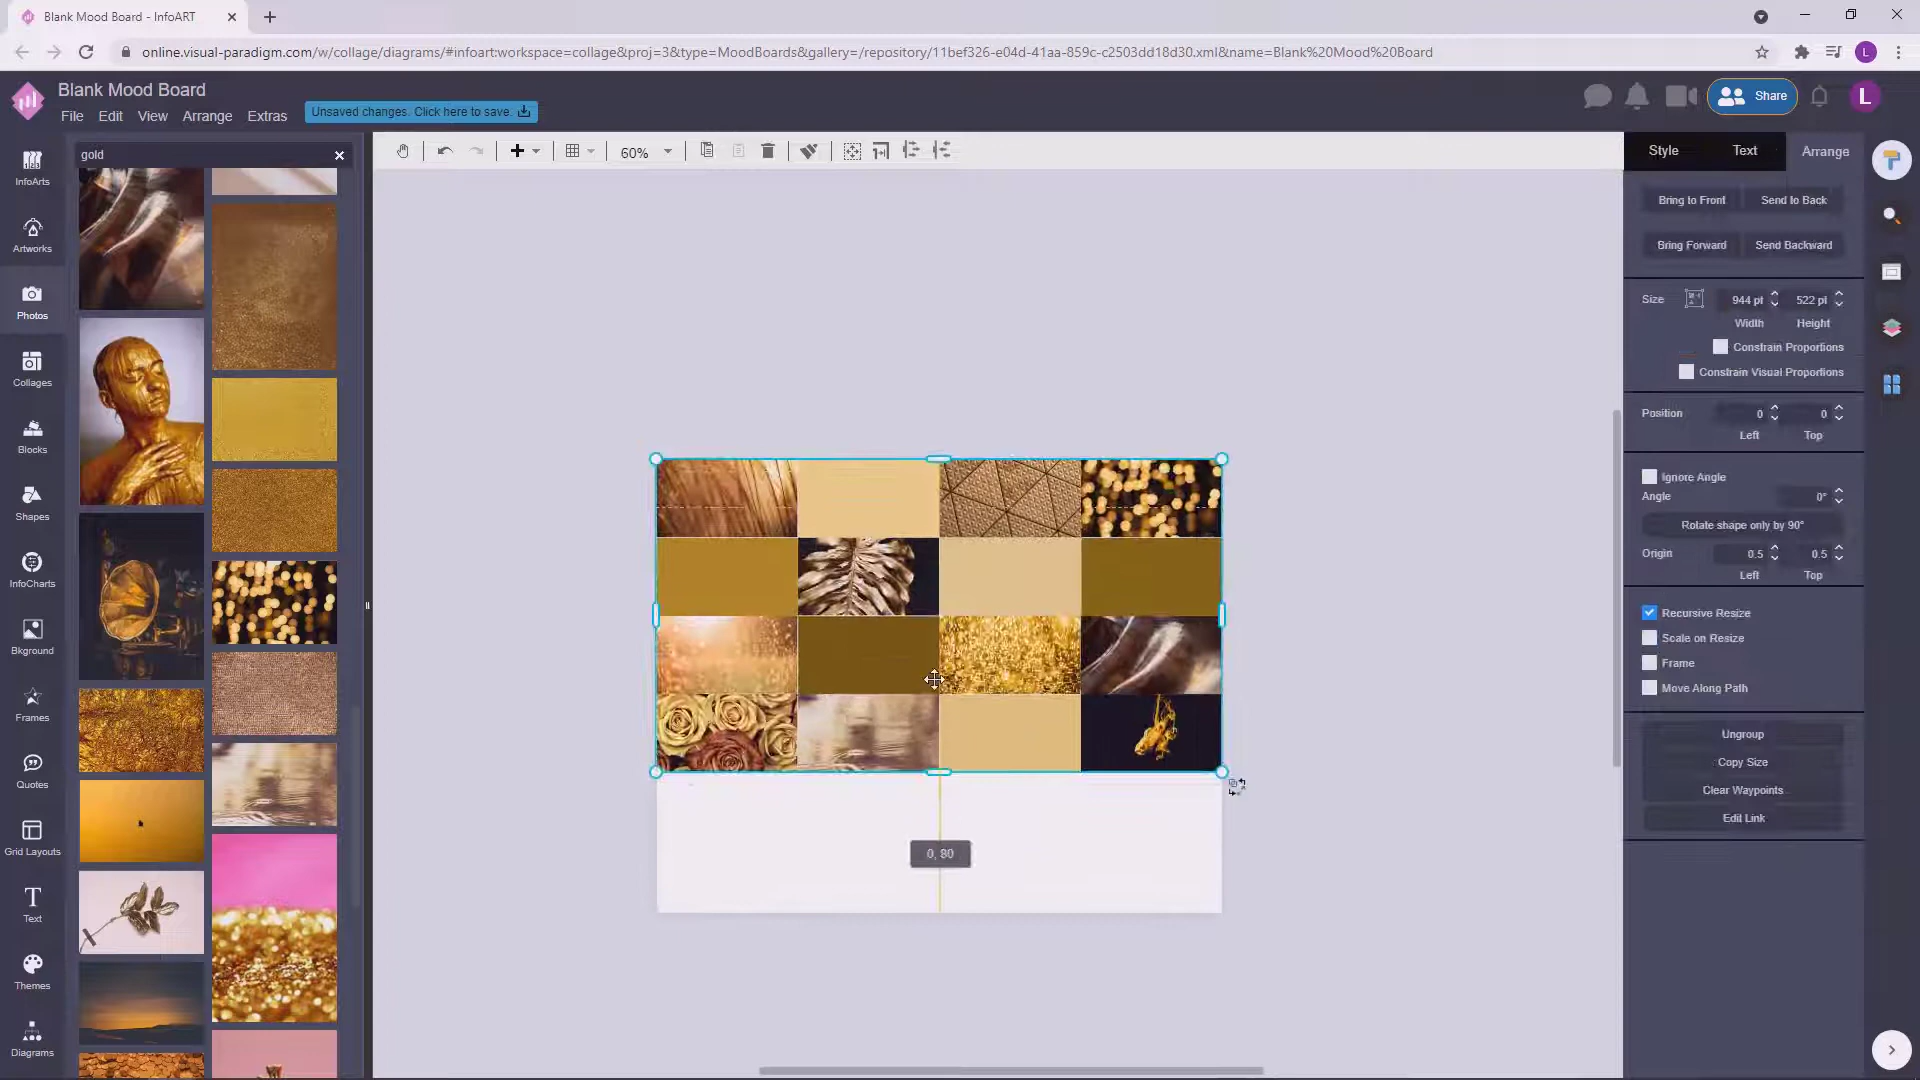 Blank Mood Board - InfoART
online.visual-paradigm.com/w/collage/diagrams/#infoart:workspace=collage&proj=3&type=MoodBoards&gallery=/repository/11bef326-e04d-41aa-859c-c2503dd18d30.xml&name=Blank%20Mood%20Board
L
Blank Mood Board
File Edit View Arrange Extras
Unsaved changes. Click here to save.
Share
L
gold
60%
Style Text Arrange
InfoArts
Artworks
Photos
Collages
Blocks
Shapes
InfoCharts
Bkground
Frames
Quotes
Grid Layouts
Text
Themes
Diagrams
0, 80
Bring to Front Send to Back
Bring Forward Send Backward
Size 944 pt 522 pt
Width Height
Constrain Proportions
Constrain Visual Proportions
Position 0 0
Left Top
Ignore Angle
Angle 0°
Rotate shape only by 90°
Origin 0.5 0.5
Left Top
Recursive Resize
Scale on Resize
Frame
Move Along Path
Ungroup
Copy Size
Clear Waypoints
Edit Link